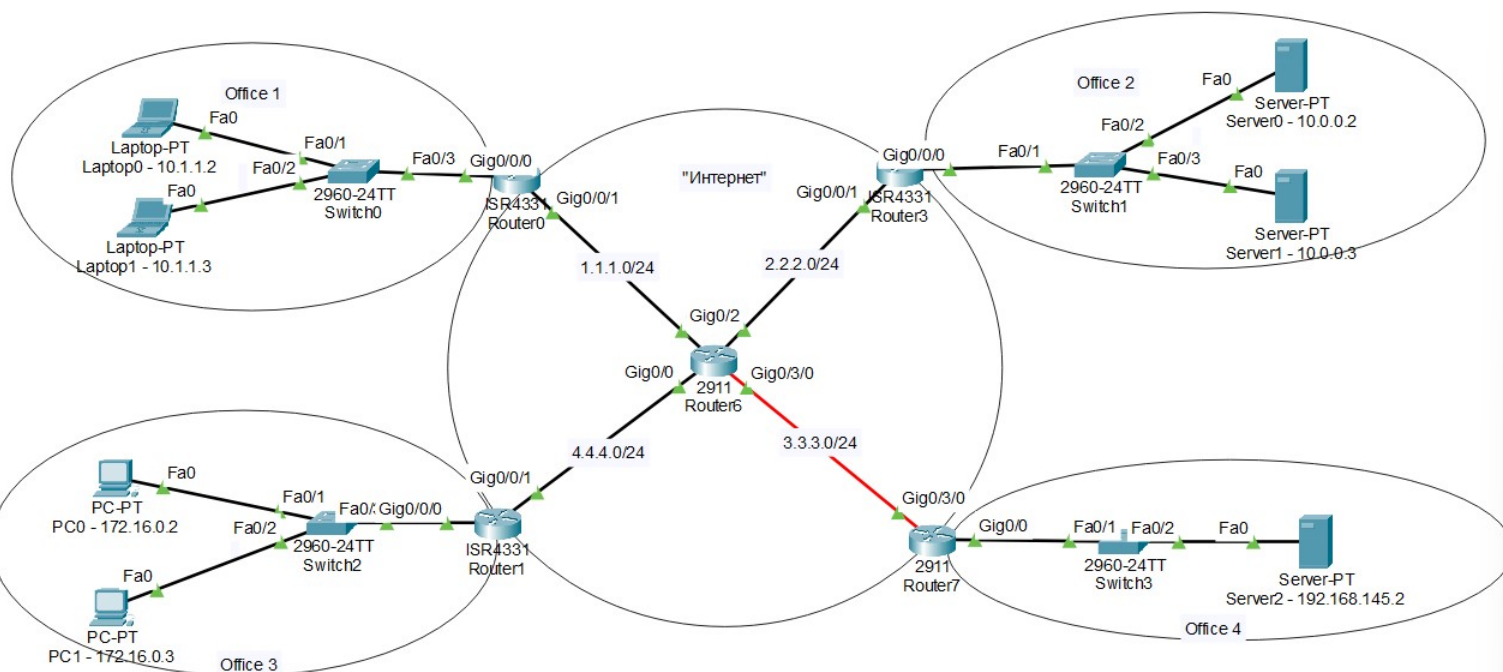 Office 1
Fa0
Laptop-PT
Laptop0 - 10.1.1.2
Fa0/1
Fa0/2
Fa0
Laptop-PT
Laptop1 - 10.1.1.3
2960-24TT
Switch0
Fa0/3
Gig0/0/0
ISR4331
Router0
Gig0/0/1
1.1.1.0/24
"Интернет"
2.2.2.0/24
Gig0/0/1
Gig0/0/0
ISR4331
Router3
Office 2
Fa0/1
Fa0/2
Fa0/3
2960-24TT
Switch1
Fa0
Server-PT
Server0 - 10.0.0.2
Fa0
Server-PT
Server1 - 10.0.0.3
Gig0/2
Gig0/0
2911
Router6
Gig0/3/0
4.4.4.0/24
3.3.3.0/24
Fa0
PC-PT
PC0 - 172.16.0.2
Fa0/1
Fa0/2
Fa0
PC-PT
PC1 - 172.16.0.3
2960-24TT
Switch2
Gig0/0/0
Gig0/0/1
ISR4331
Router1
Office 3
Gig0/3/0
2911
Router7
Gig0/0
Fa0/1
Fa0/2
2960-24TT
Switch3
Fa0
Server-PT
Server2 - 192.168.145.2
Office 4